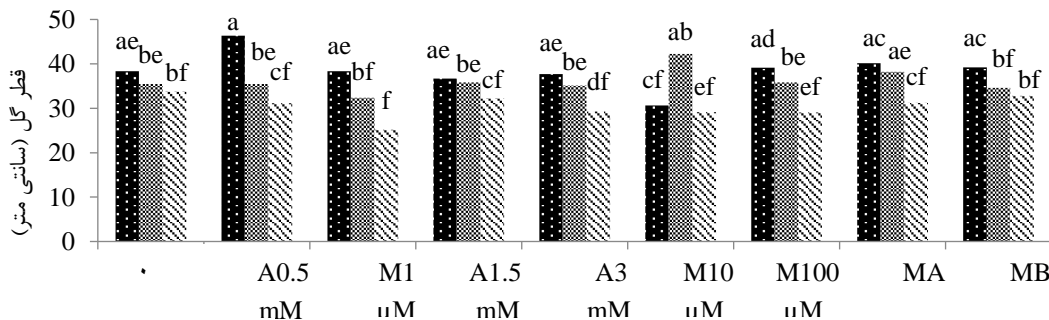 قطر گل (سانتی متر)
50
40
30
20
10
0
ae be bf
a be cf
ae bf f
ae be cf
ae be df
cf ab ef
ad be ef
ac ae cf
ac bf bf
۰ A0.5 M1 A1.5 A3 M10 M100 MA MB
mM µM mM mM µM µM